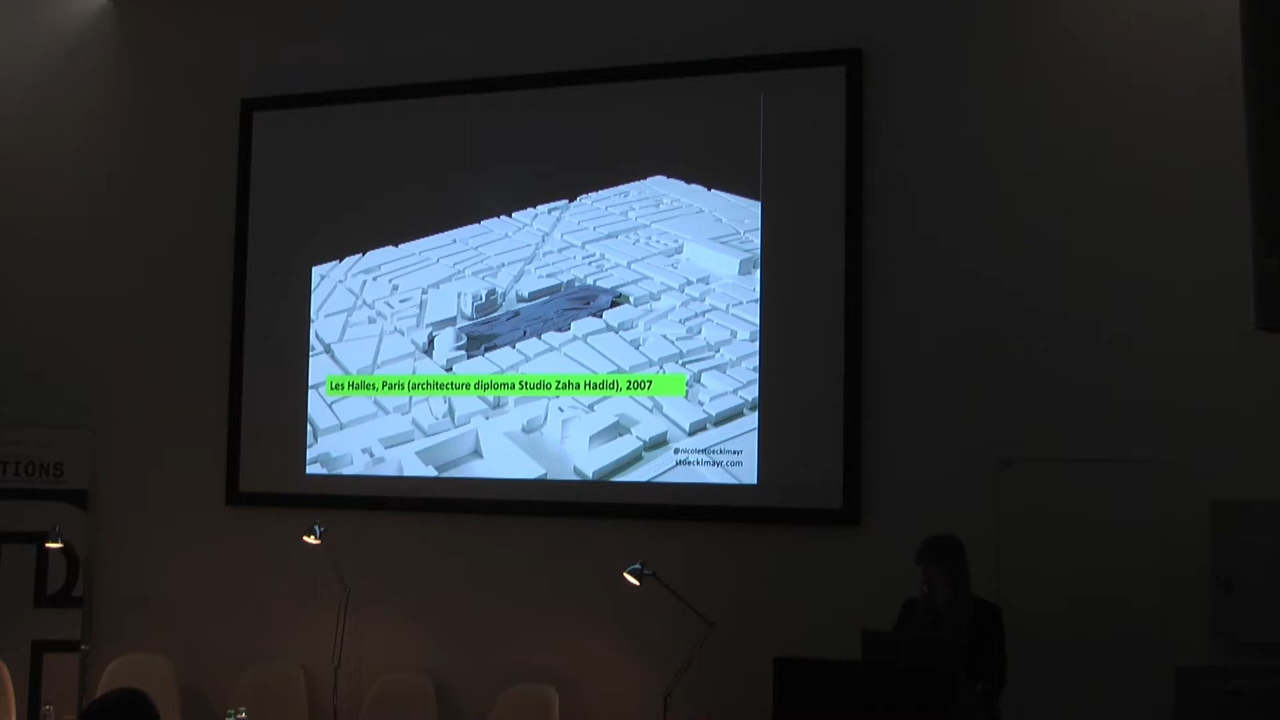 Les Halles, Paris (architecture diploma Studio Zaha Hadid), 2007
@nicolestoecklmayr
stoecklmayr.com
TIONS